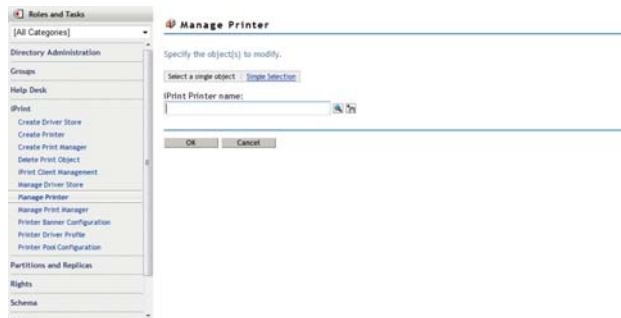 Roles and Tasks
[All Categories]
Directory Administration
Groups
Help Desk
iPrint
Create Driver Store
Create Printer
Create Print Manager
Delete Print Object
iPrint Client Management
Manage Driver Store
Manage Printer
Manage Print Manager
Printer Banner Configuration
Printer Driver Profile
Printer Pool Configuration
Partitions and Replicas
Rights
Schema
Manage Printer
Specify the object(s) to modify.
Select a single object | Single Selection
iPrint Printer name:
OK Cancel